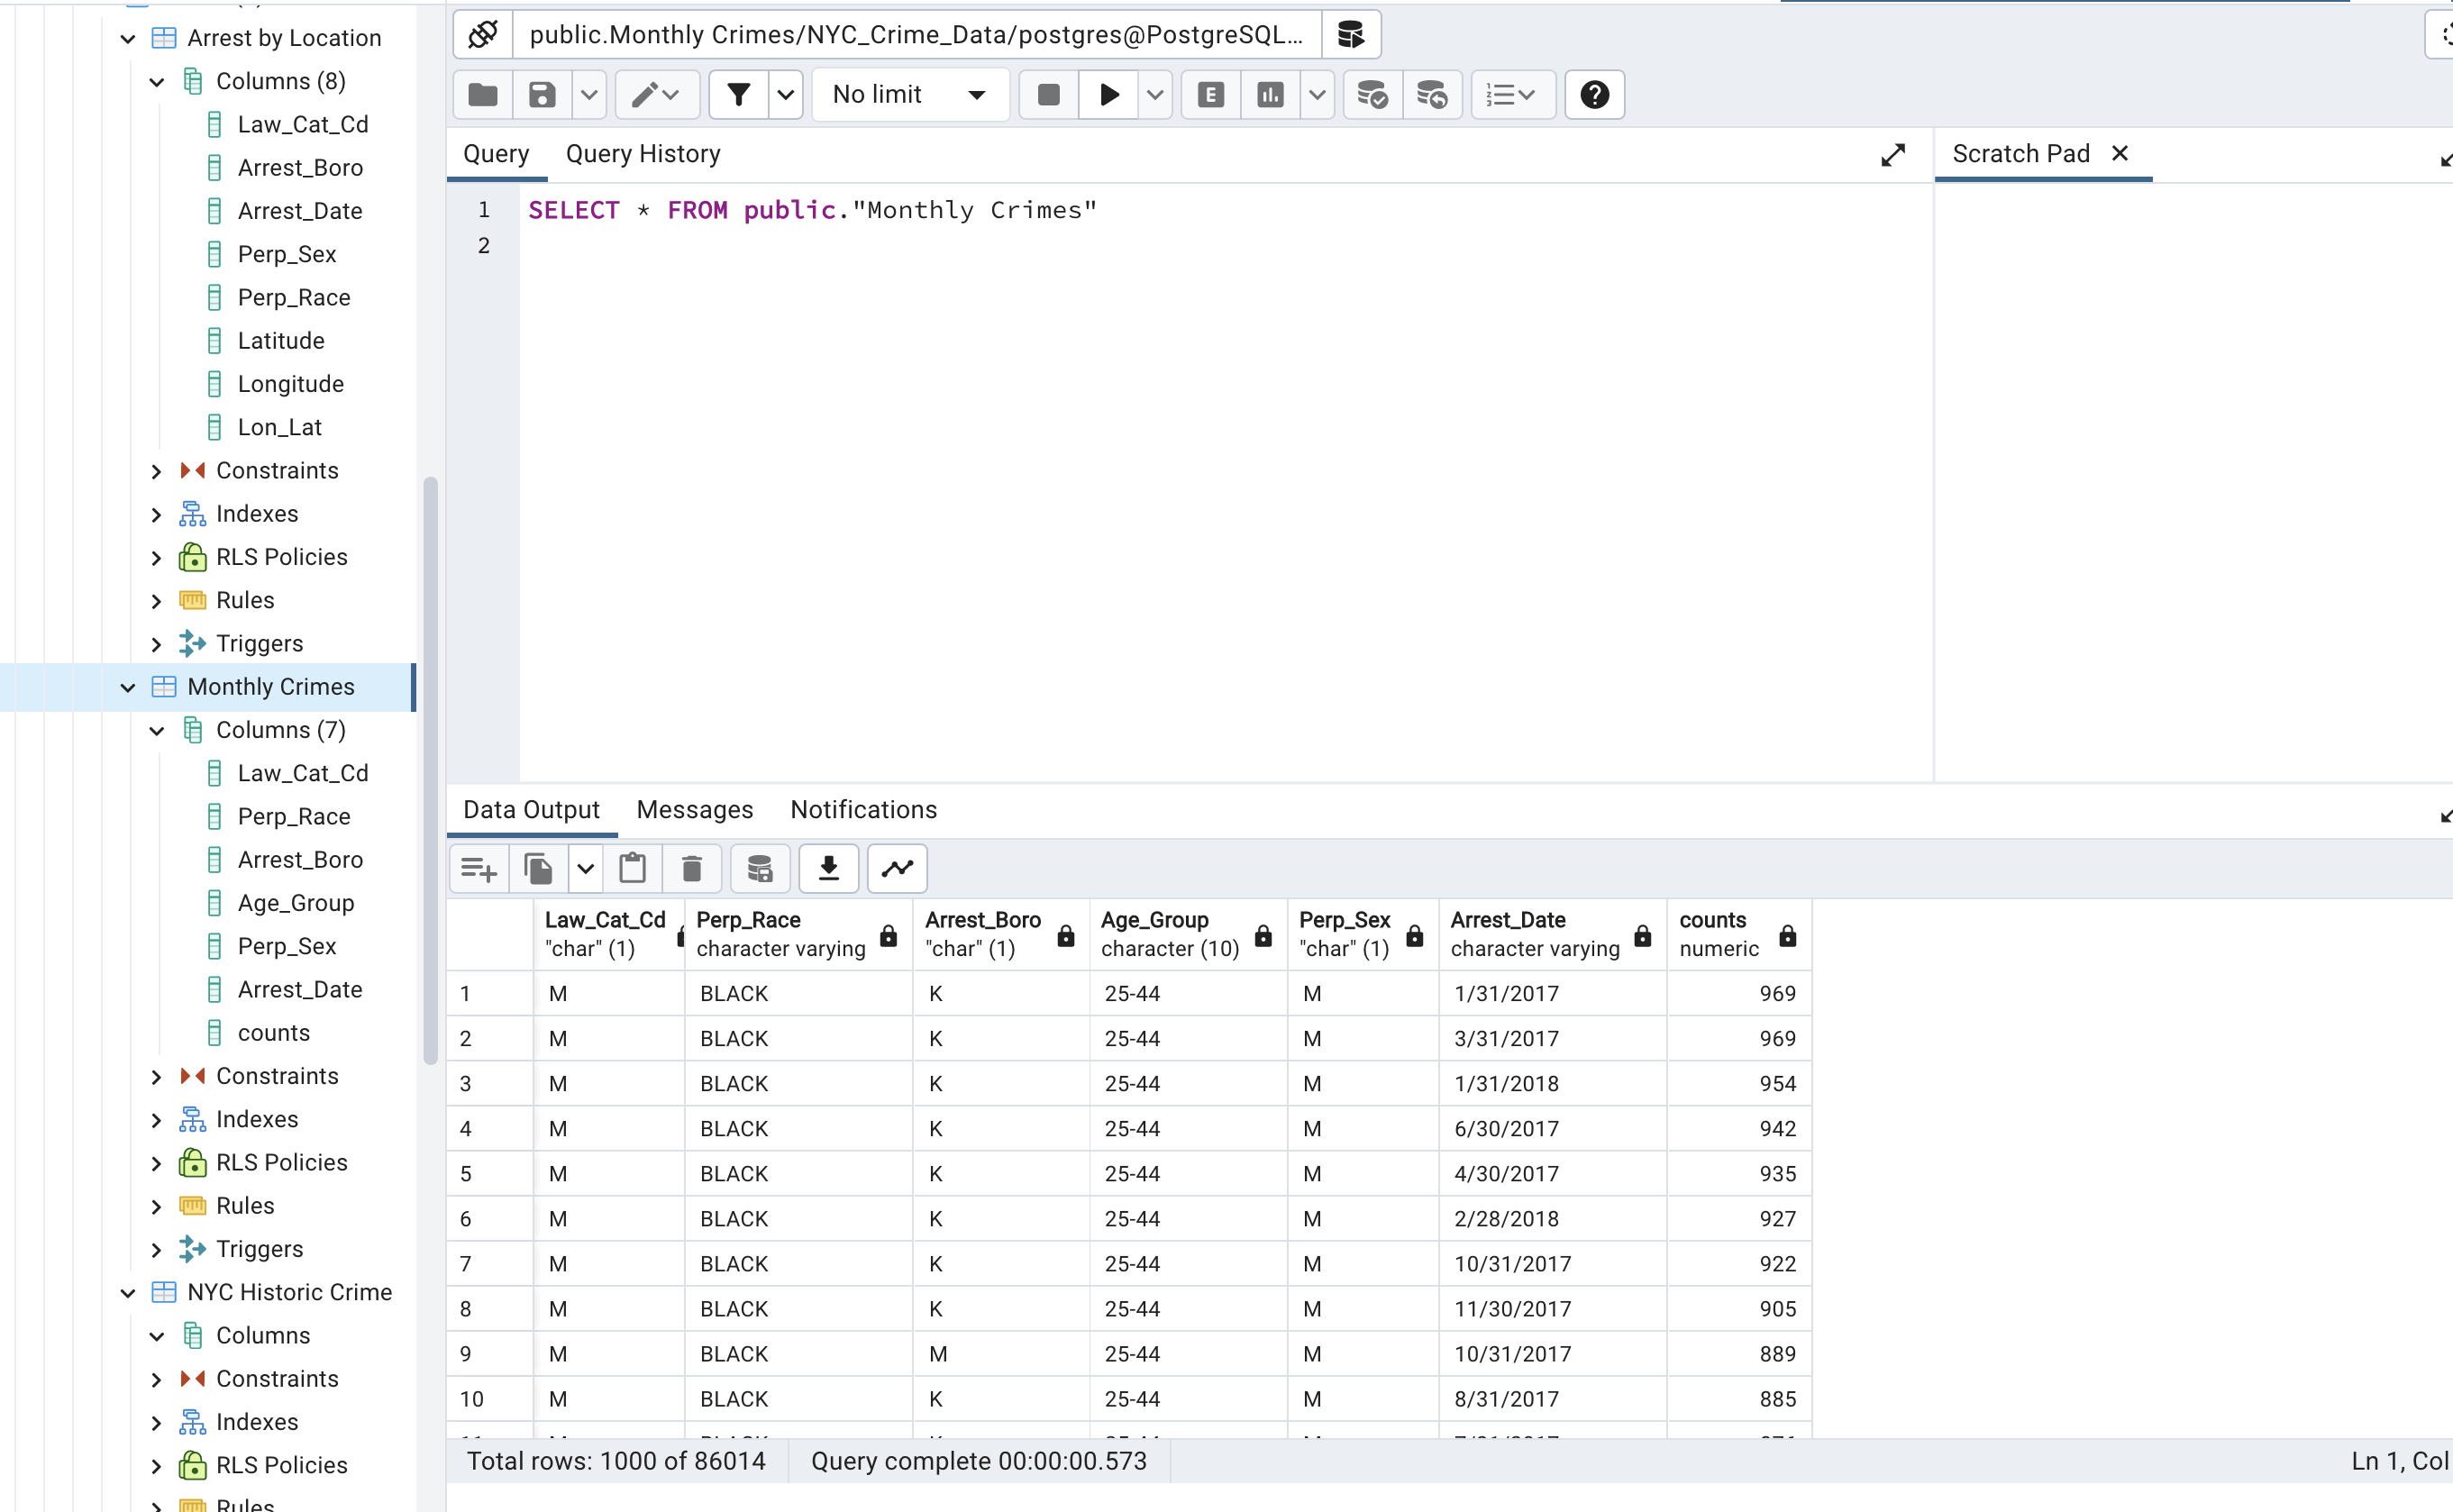 Arrest by Location
Columns (8)
Law_Cat_Cd
Arrest_Boro
Arrest_Date
Perp_Sex
Perp_Race
Latitude
Longitude
Lon_Lat
Constraints
Indexes
RLS Policies
Rules
Triggers
Monthly Crimes
Columns (7)
Law_Cat_Cd
Perp_Race
Arrest_Boro
Age_Group
Perp_Sex
Arrest_Date
counts
Constraints
Indexes
RLS Policies
Rules
Triggers
NYC Historic Crime
Columns
Constraints
Indexes
RLS Policies
Rules
public.Monthly Crimes/NYC_Crime_Data/postgres@PostgreSQL...
No limit
E
?
Query Query History
Scratch Pad
1 SELECT * FROM public."Monthly Crimes"
2
Data Output Messages Notifications
Law_Cat_Cd Perp_Race Arrest_Boro Age_Group Perp_Sex Arrest_Date counts
"char" (1) character varying "char" (1) character (10) "char" (1) character varying numeric
1 M BLACK K 25-44 M 1/31/2017 969
2 M BLACK K 25-44 M 3/31/2017 969
3 M BLACK K 25-44 M 1/31/2018 954
4 M BLACK K 25-44 M 6/30/2017 942
5 M BLACK K 25-44 M 4/30/2017 935
6 M BLACK K 25-44 M 2/28/2018 927
7 M BLACK K 25-44 M 10/31/2017 922
8 M BLACK K 25-44 M 11/30/2017 905
9 M BLACK M 25-44 M 10/31/2017 889
10 M BLACK K 25-44 M 8/31/2017 885
Total rows: 1000 of 86014 Query complete 00:00:00.573
Ln 1, Col